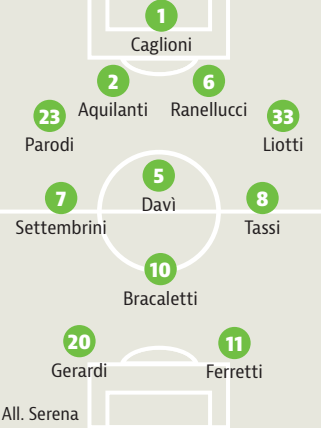 1
Caglioni
2
6
Aquilanti
Ranellucci
23
33
Parodi
Liotti
5
Davì
7
8
Settembrini
Tassi
10
Bracaletti
20
11
Gerardi
Ferretti
All. Serena